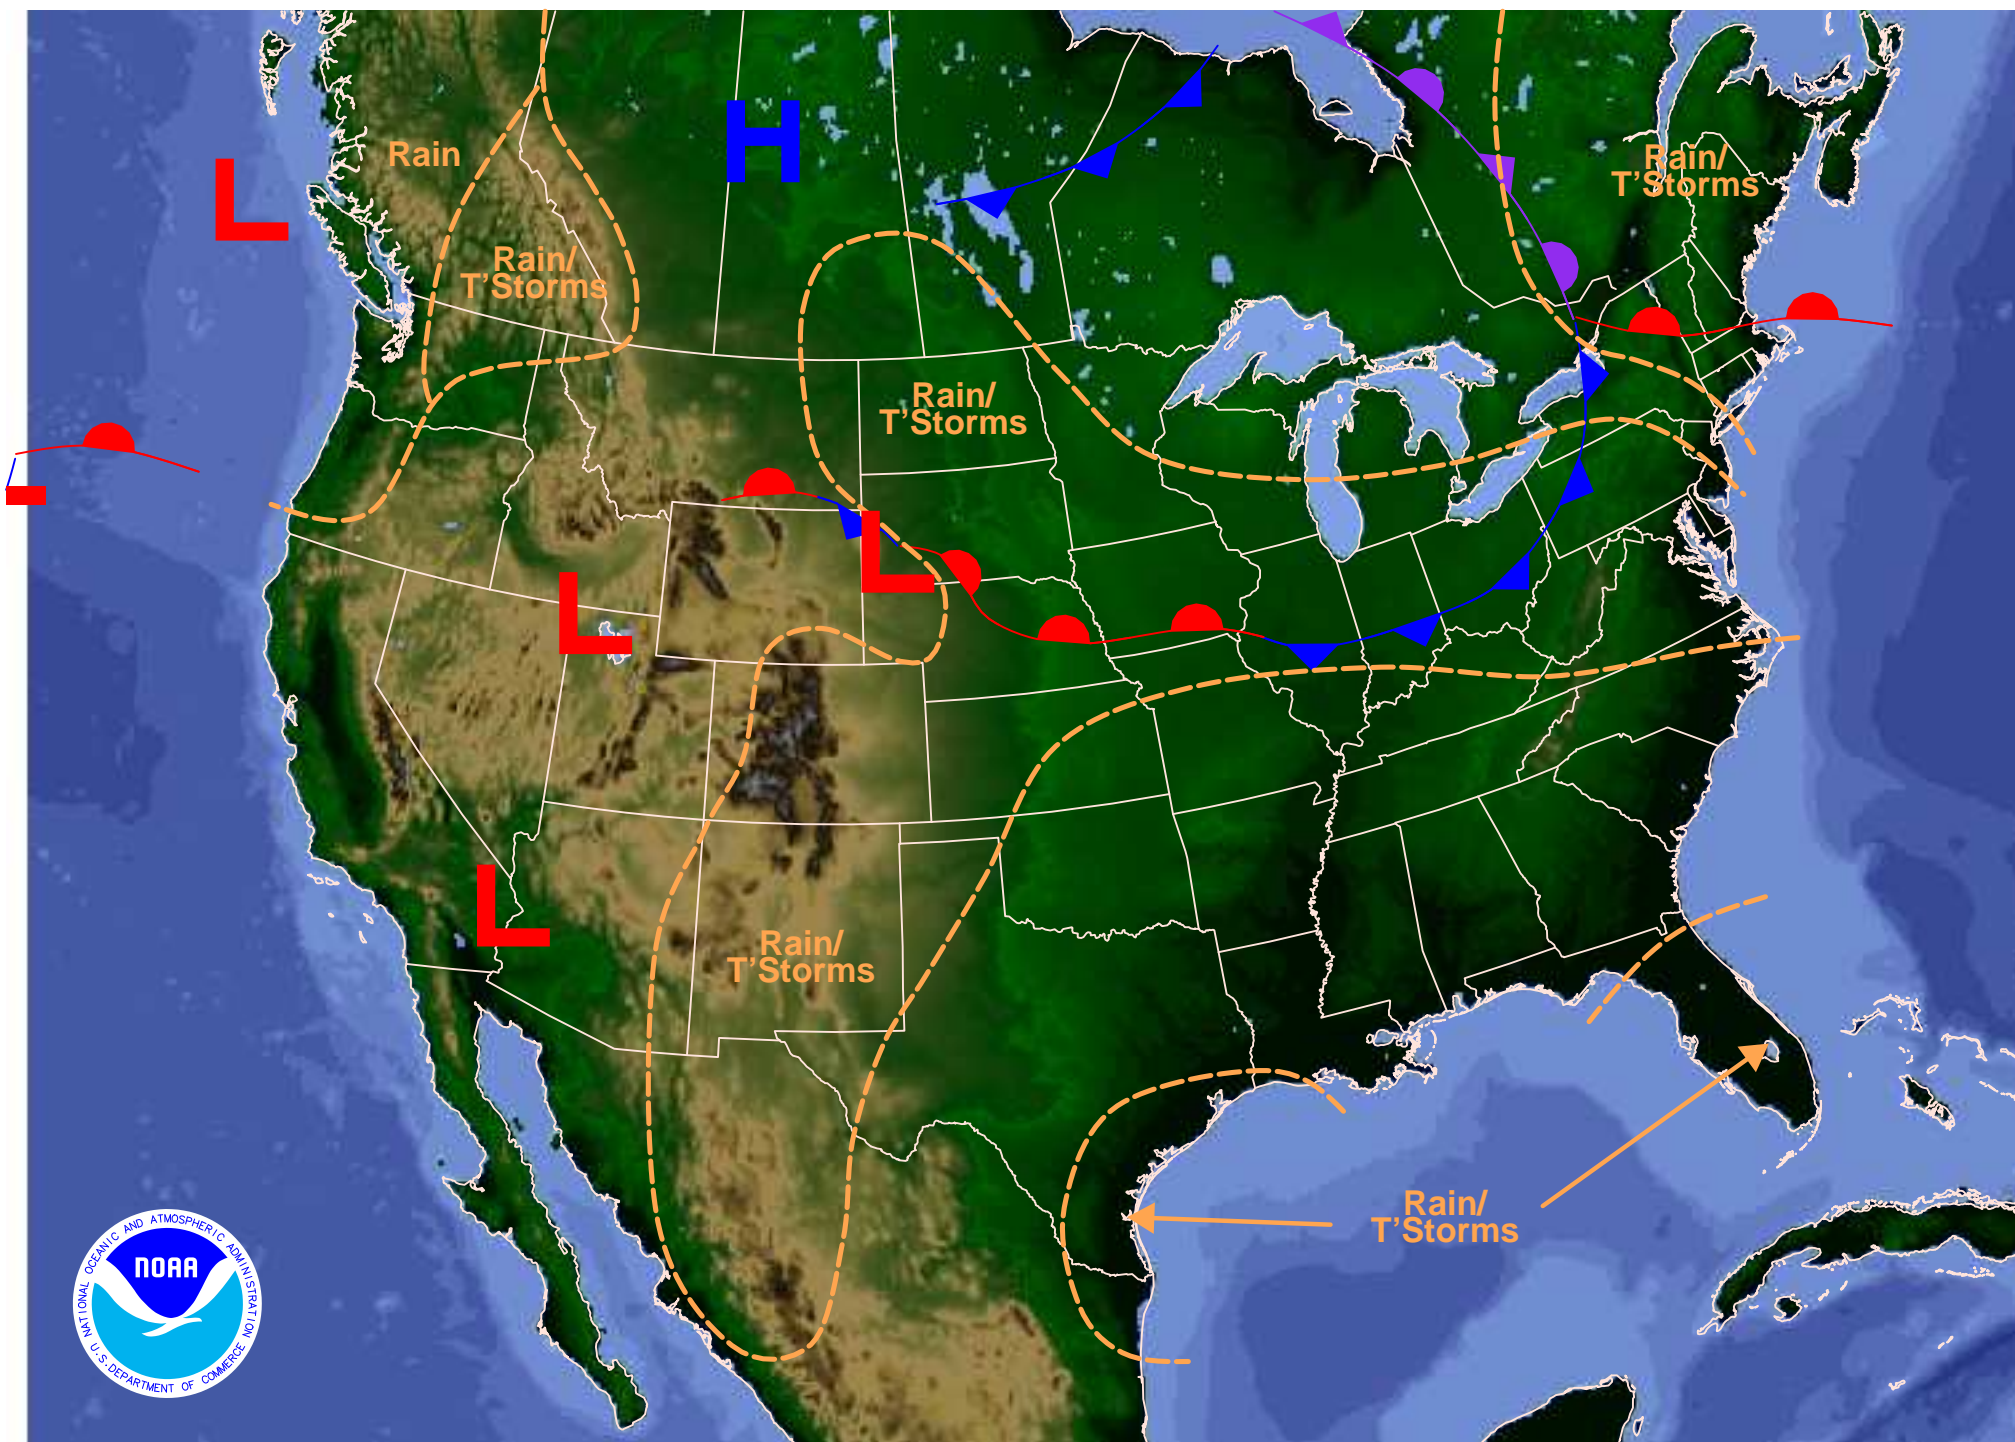 Rain
H
Rain/
T'Storms
L
Rain/
T'Storms
Rain/
T'Storms
L
L
L
Rain/
T'Storms
Rain/
T'Storms
NATIONAL OCEANIC AND ATMOSPHERIC ADMINISTRATION
NOAA
U.S. DEPARTMENT OF COMMERCE